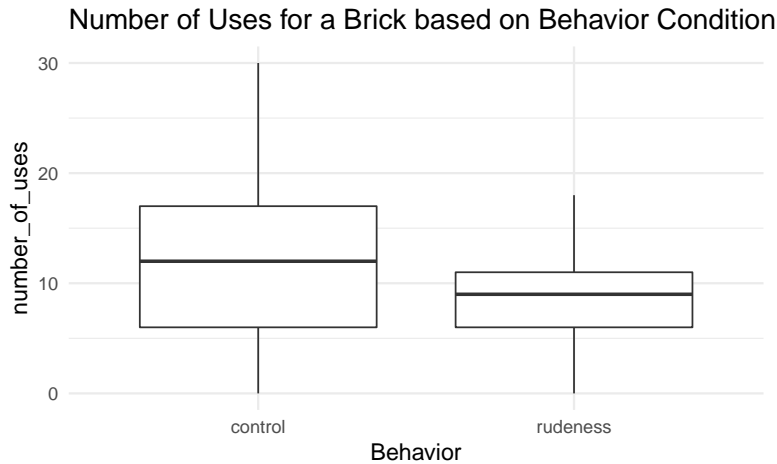 Number of Uses for a Brick based on Behavior Condition
number_of_uses
30
20
10
0
control
rudeness
Behavior